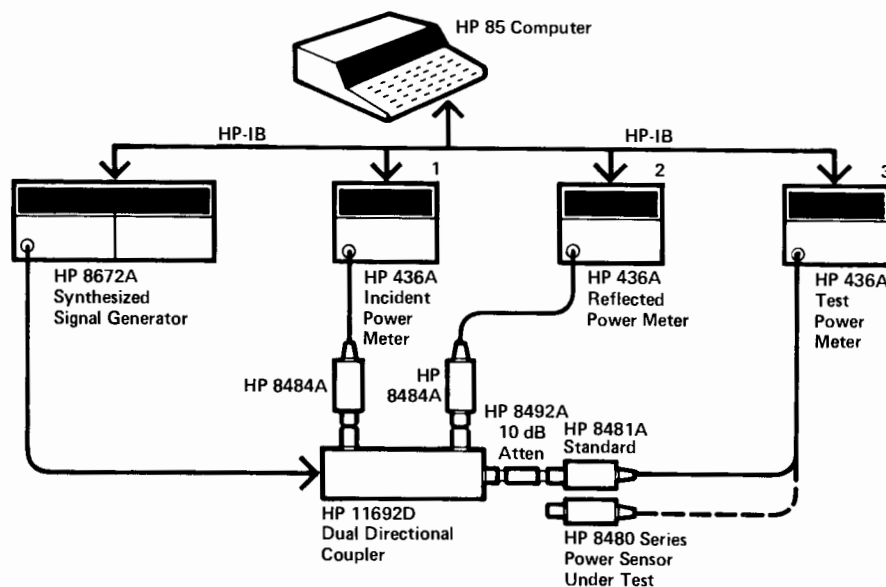 HP 85 Computer
HP-IB
HP-IB
1
2
3
HP 8672A
Synthesized
Signal Generator
HP 436A
Incident
Power
Meter
HP 436A
Reflected
Power Meter
HP 436A
Test
Power
Meter
HP 8484A
HP
8484A
HP 8492A
10 dB
Atten
HP 8481A
Standard
HP 11692D
Dual Directional
Coupler
HP 8480 Series
Power Sensor
Under Test